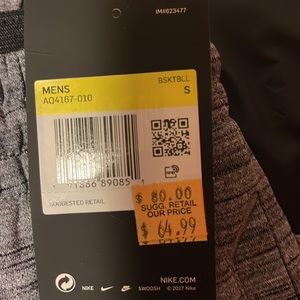 IM#623477
MENS BSKTBLL
AQ4167-010 S
SUGGESTED RETAIL
$ 80.00
SUGG. RETAIL
OUR PRICE
$ 64.99
NIKE.COM
NIKE SWOOSH © 2017 Nike